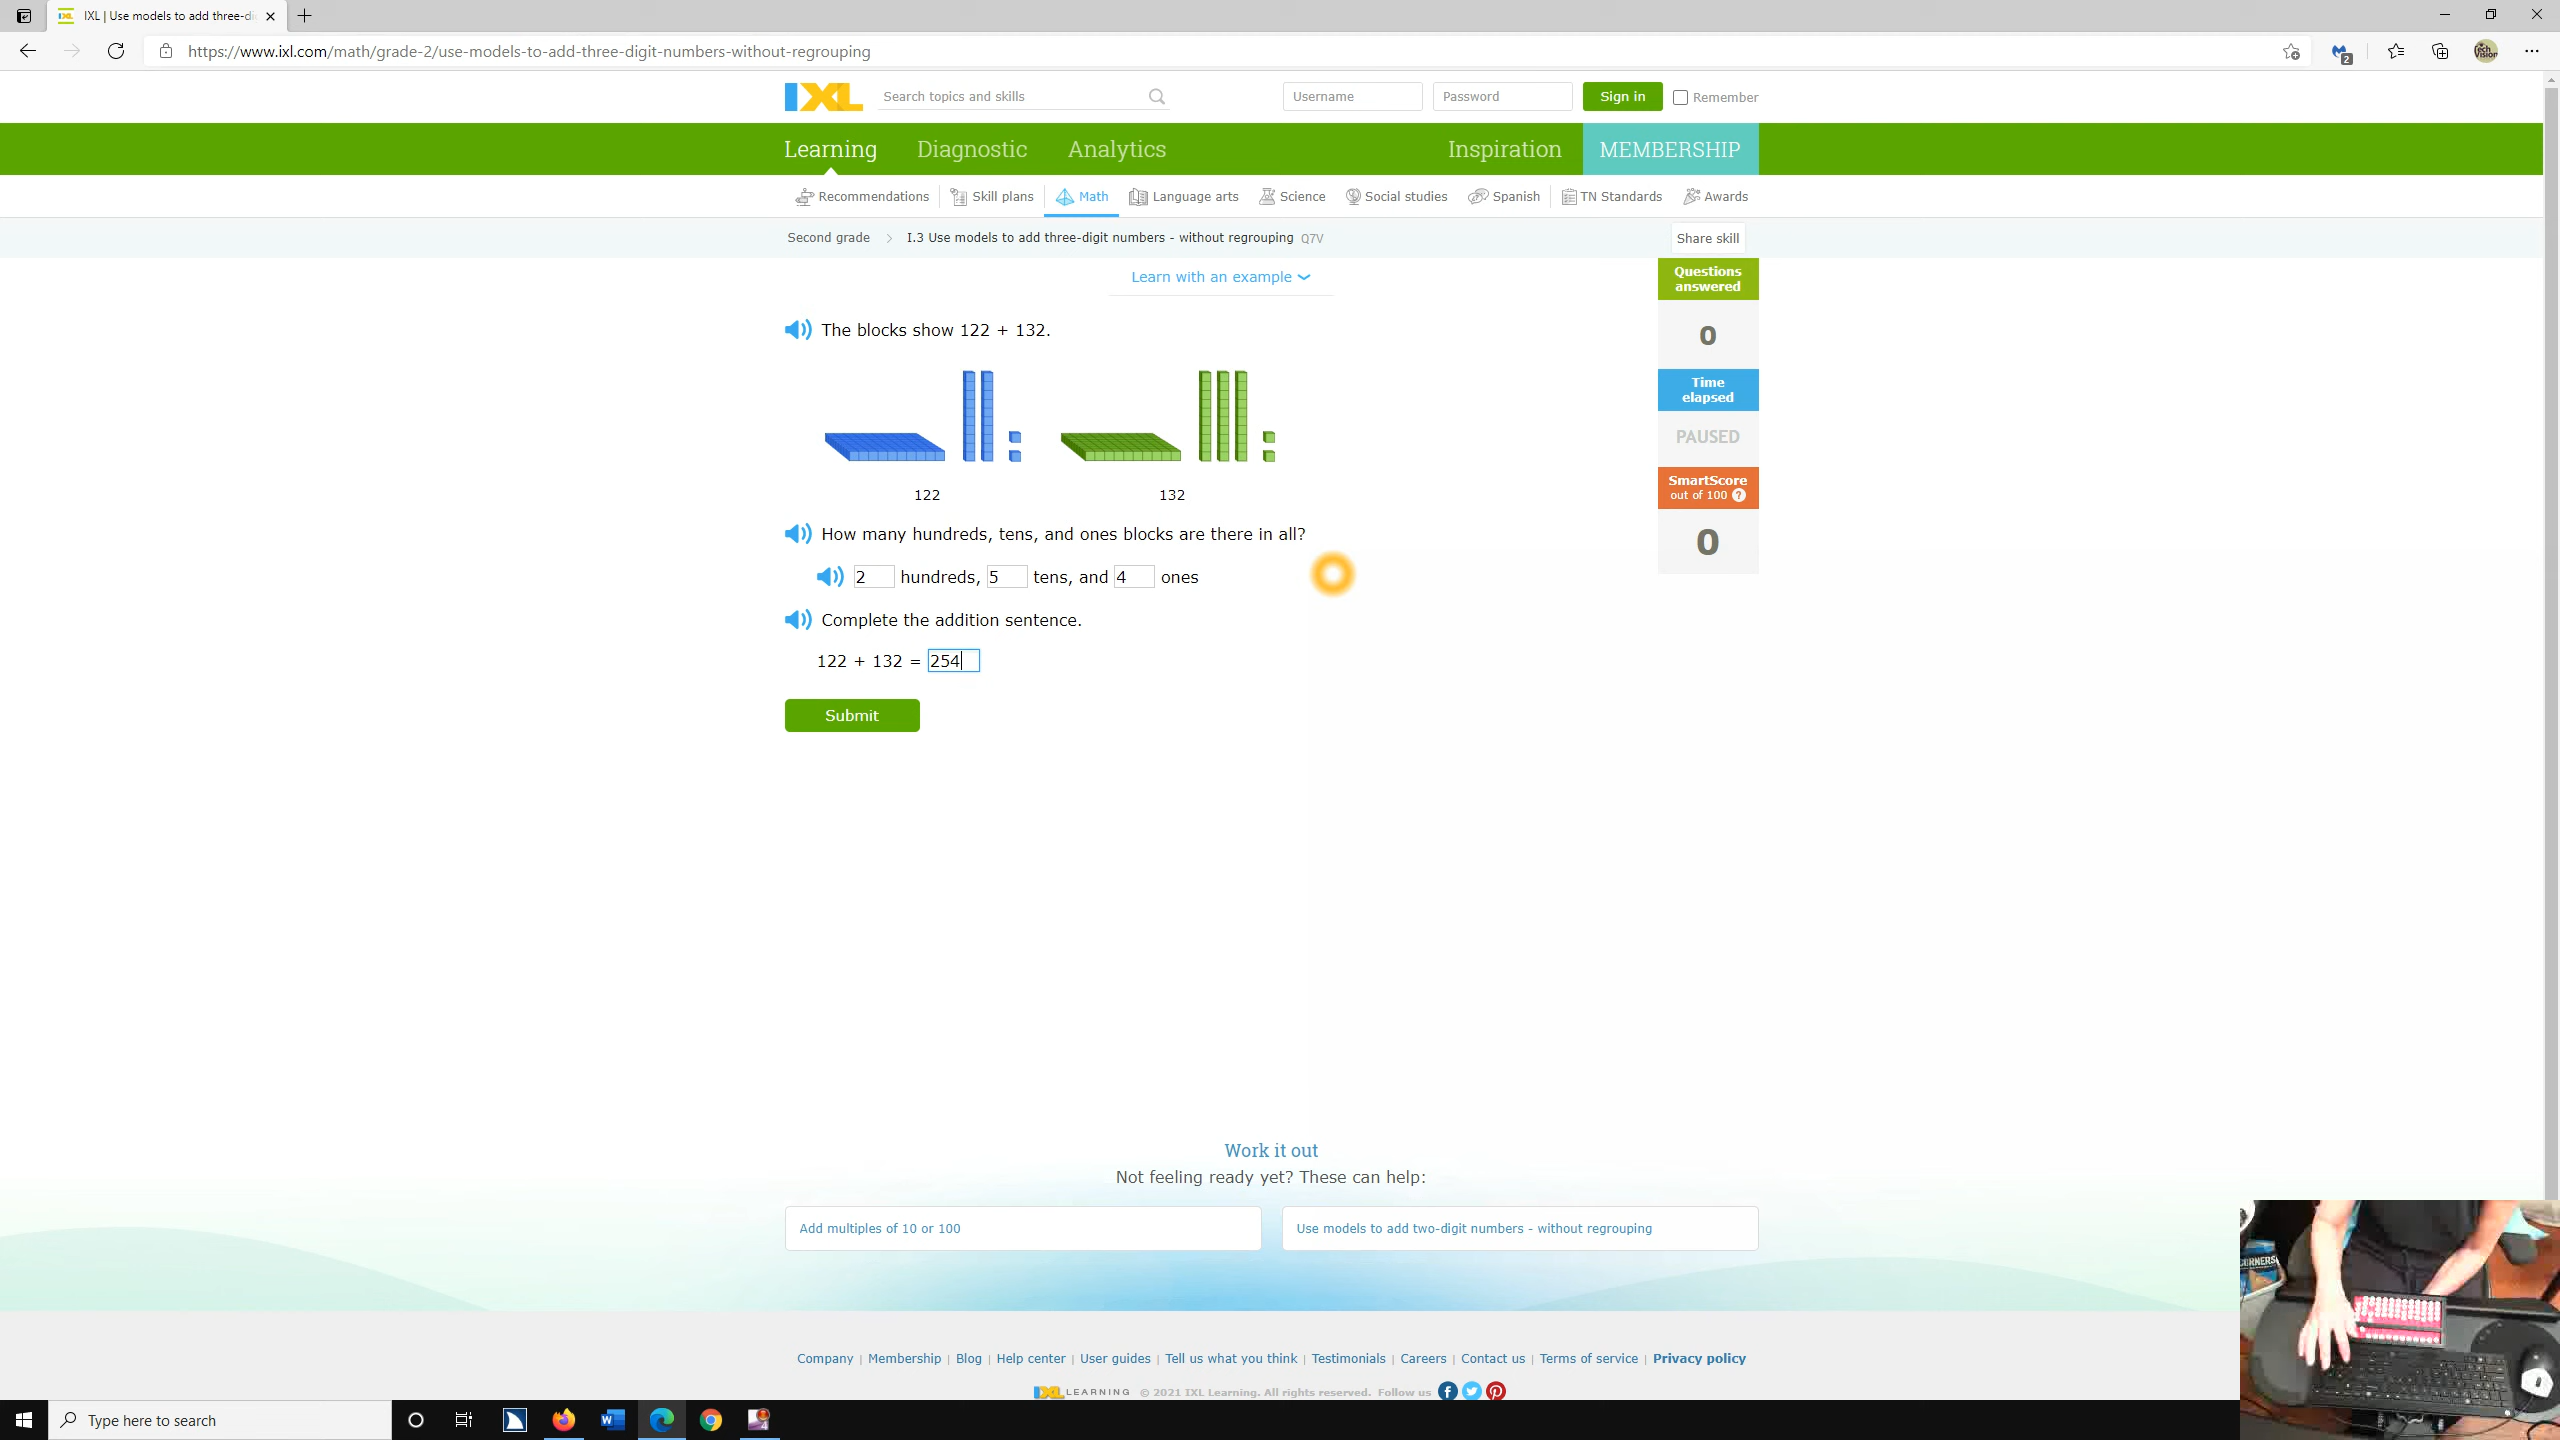 IXL | Use models to add three-di
https://www.ixl.com/math/grade-2/use-models-to-add-three-digit-numbers-without-regrouping
2
Tech Vision
IXL
Search topics and skills
Username
Password
Sign in
Remember
Learning
Diagnostic
Analytics
Inspiration
MEMBERSHIP
Recommendations
Skill plans
Math
Language arts
Science
Social studies
Spanish
TN Standards
Awards
Second grade > I.3 Use models to add three-digit numbers - without regrouping Q7V
Share skill
Learn with an example
Questions answered
0
Time elapsed
PAUSED
SmartScore
out of 100 ?
0
The blocks show 122 + 132.
122
132
How many hundreds, tens, and ones blocks are there in all?
2 hundreds, 5 tens, and 4 ones
Complete the addition sentence.
122 + 132 = 254
Submit
Work it out
Not feeling ready yet? These can help:
Add multiples of 10 or 100
Use models to add two-digit numbers - without regrouping
Company | Membership | Blog | Help center | User guides | Tell us what you think | Testimonials | Careers | Contact us | Terms of service | Privacy policy
IXL LEARNING © 2021 IXL Learning. All rights reserved. Follow us
Type here to search